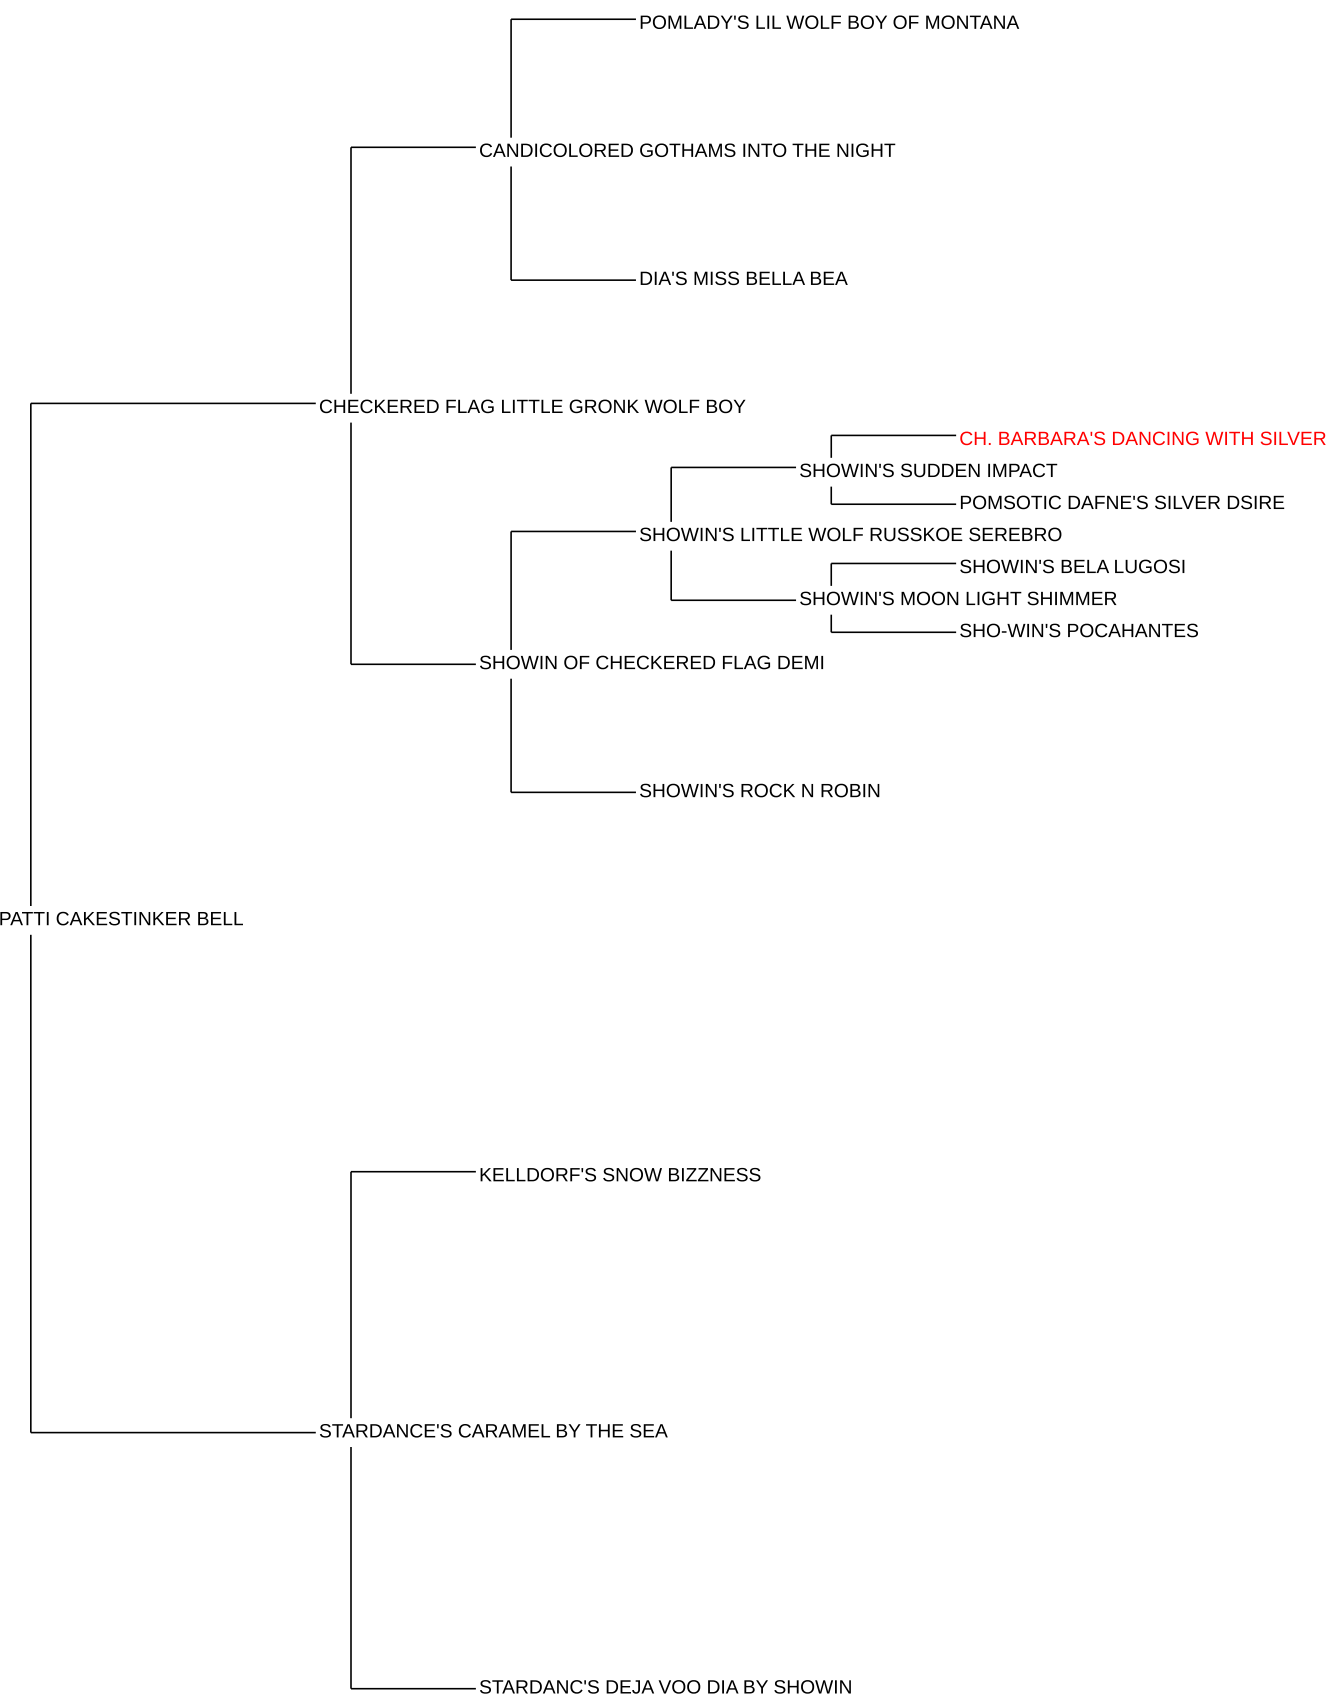 POMLADY'S LIL WOLF BOY OF MONTANA
CANDICOLORED GOTHAMS INTO THE NIGHT
DIA'S MISS BELLA BEA
CHECKERED FLAG LITTLE GRONK WOLF BOY
CH. BARBARA'S DANCING WITH SILVER
SHOWIN'S SUDDEN IMPACT
POMSOTIC DAFNE'S SILVER DSIRE
SHOWIN'S LITTLE WOLF RUSSKOE SEREBRO
SHOWIN'S BELA LUGOSI
SHOWIN'S MOON LIGHT SHIMMER
SHO-WIN'S POCAHANTES
SHOWIN OF CHECKERED FLAG DEMI
SHOWIN'S ROCK N ROBIN
PATTI CAKESTINKER BELL
KELLDORF'S SNOW BIZZNESS
STARDANCE'S CARAMEL BY THE SEA
STARDANC'S DEJA VOO DIA BY SHOWIN